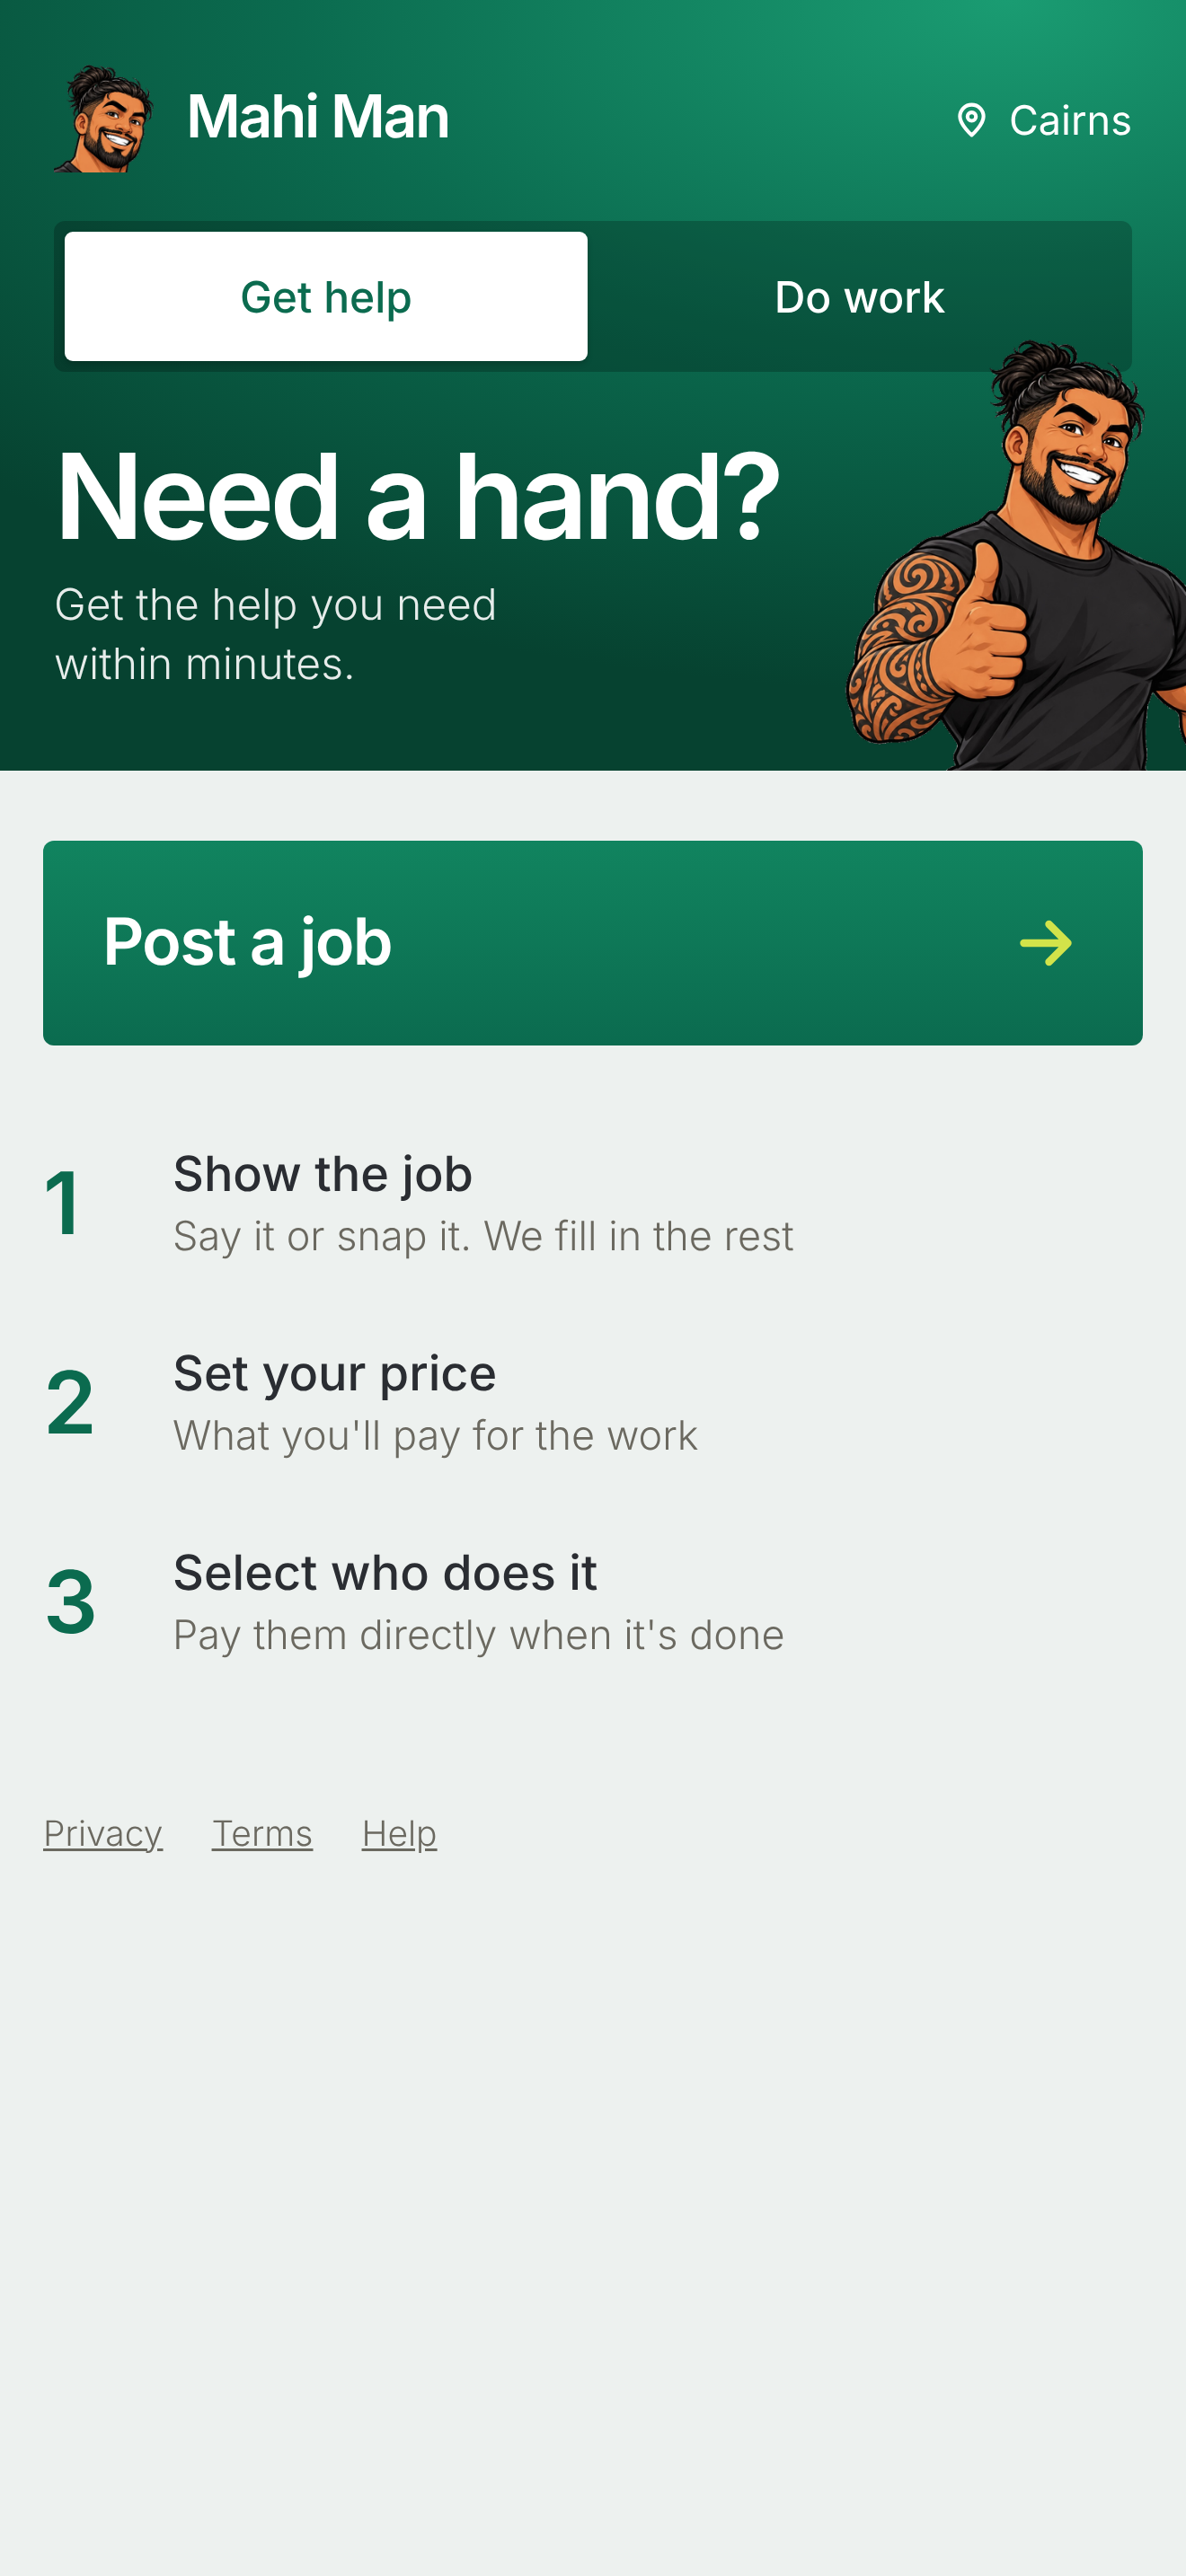 Mahi Man
Cairns
Get help
Do work
Need a hand?
Get the help you need
within minutes.
Post a job
1
Show the job
Say it or snap it. We fill in the rest
2
Set your price
What you'll pay for the work
3
Select who does it
Pay them directly when it's done
Privacy
Terms
Help